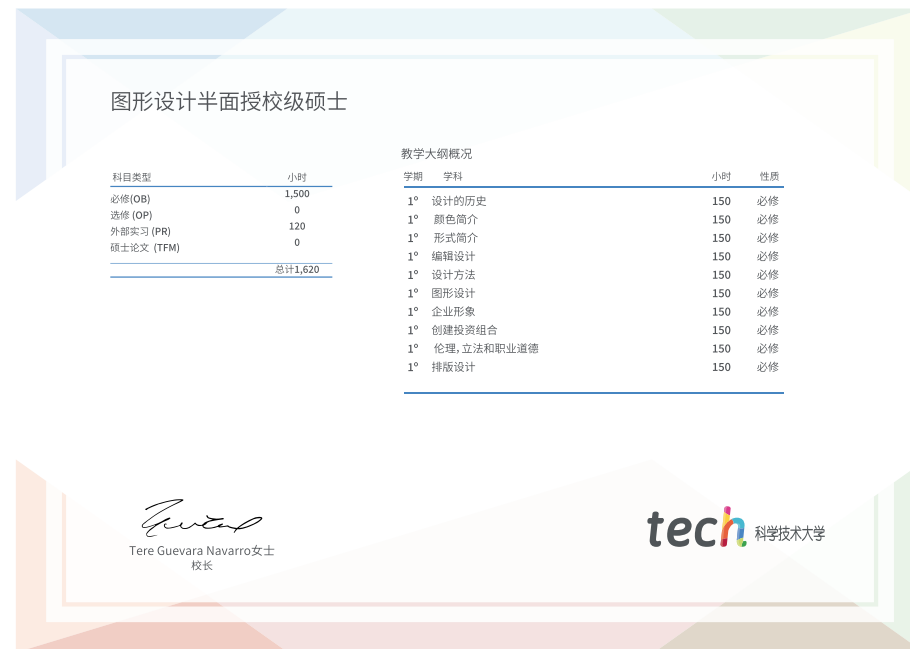 图形设计半面授校级硕士
科目类型 小时
必修(OB) 1,500
选修 (OP) 0
外部实习 (PR) 120
硕士论文 (TFM) 0
总计1,620
教学大纲概况
学期 学科 小时 性质
1º 设计的历史 150 必修
1º 颜色简介 150 必修
1º 形式简介 150 必修
1º 编辑设计 150 必修
1º 设计方法 150 必修
1º 图形设计 150 必修
1º 企业形象 150 必修
1º 创建投资组合 150 必修
1º 伦理，立法和职业道德 150 必修
1º 排版设计 150 必修
Tere Guevara Navarro女士
校长
tech 科学技术大学